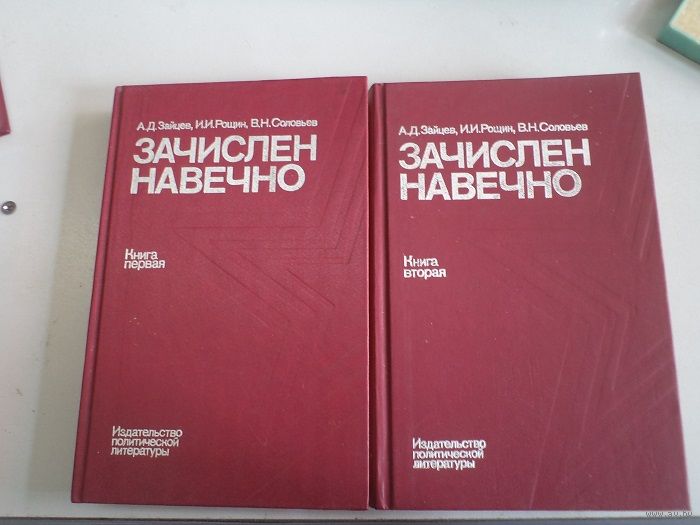 А.Д.Зайцев, И.И.Рощин, В.Н.Соловьев
ЗАЧИСЛЕН
НАВЕЧНО
Книга
первая
Издательство
политической
литературы
А.Д.Зайцев, И.И.Рощин, В.Н.Соловьев
ЗАЧИСЛЕН
НАВЕЧНО
Книга
вторая
Издательство
политической
литературы